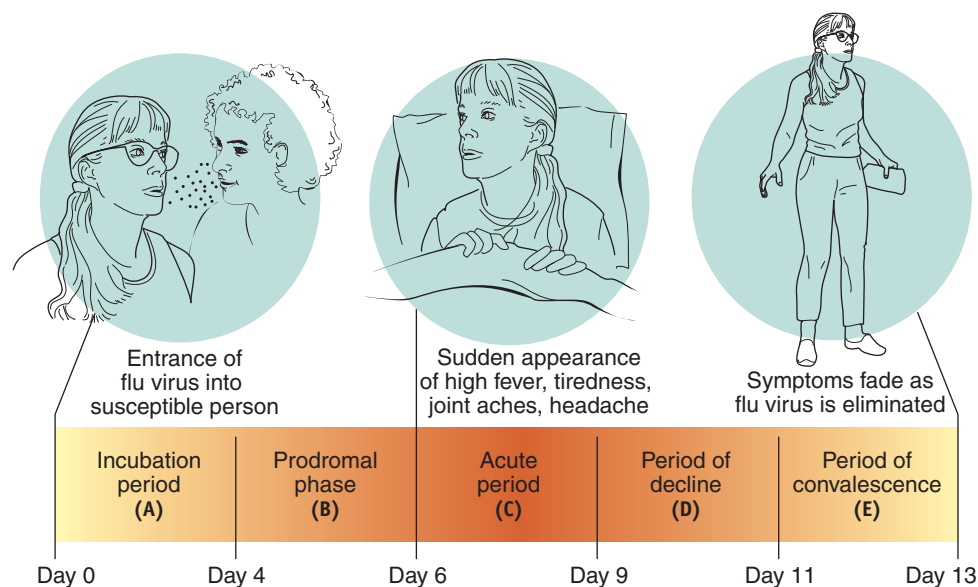 Entrance of
flu virus into
susceptible person
Sudden appearance
of high fever, tiredness,
joint aches, headache
Symptoms fade as
flu virus is eliminated
Incubation
period
(A)
Prodromal
phase
(B)
Acute
period
(C)
Period of
decline
(D)
Period of
convalescence
(E)
Day 0
Day 4
Day 6
Day 9
Day 11
Day 13